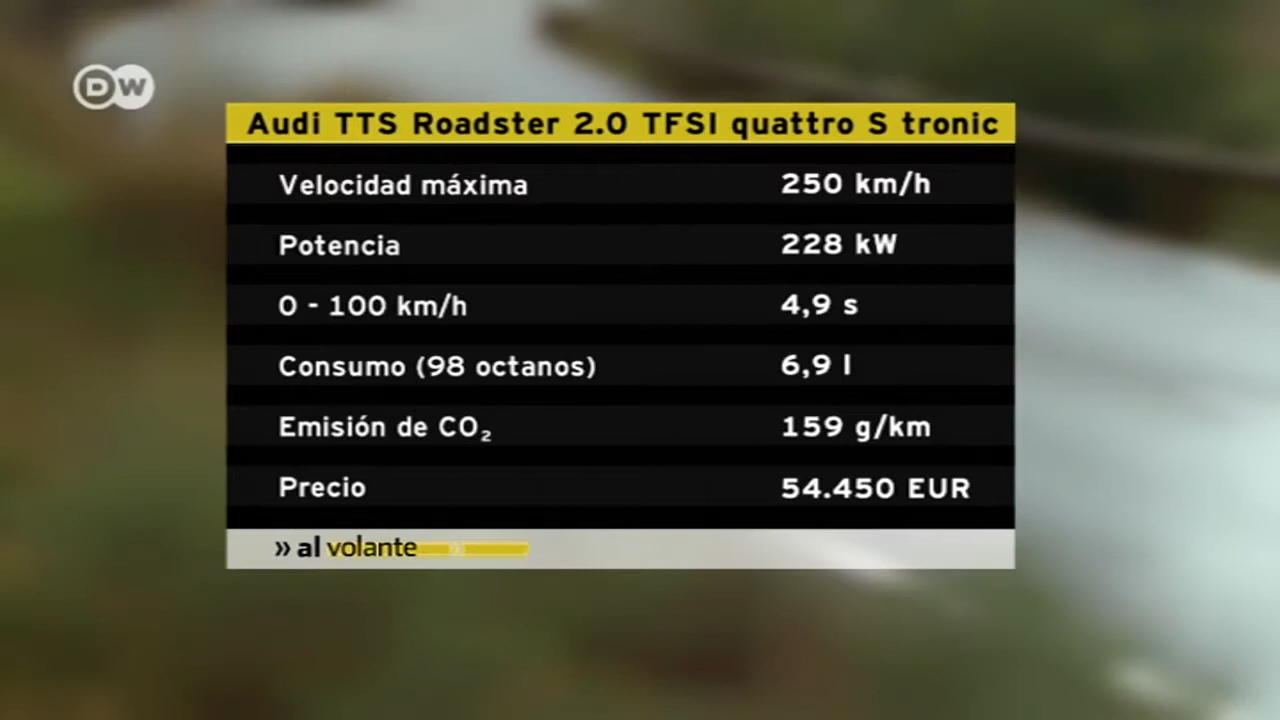 DW
Audi TTS Roadster 2.0 TFSI quattro S tronic
Velocidad máxima 250 km/h
Potencia 228 kW
0 - 100 km/h 4,9 s
Consumo (98 octanos) 6,9 l
Emisión de CO₂ 159 g/km
Precio 54.450 EUR
» al volante